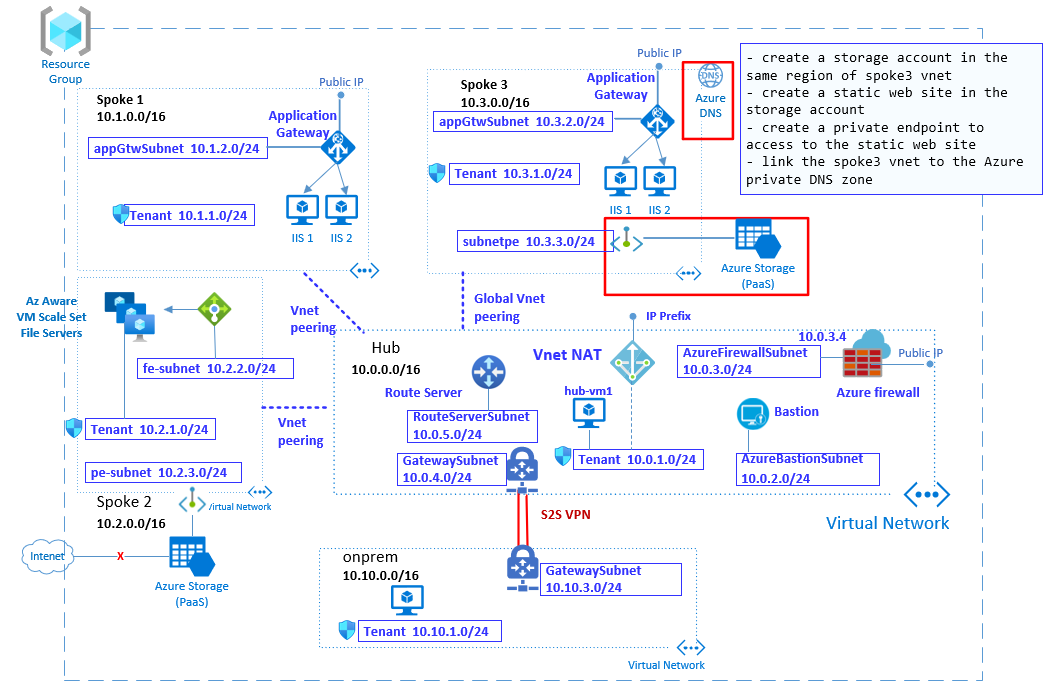 Resource
Group
Spoke 1
10.1.0.0/16
Public IP
Application
Gateway
appGtwSubnet 10.1.2.0/24
Tenant 10.1.1.0/24
IIS 1
IIS 2
Spoke 3
10.3.0.0/16
Public IP
Application
Gateway
appGtwSubnet 10.3.2.0/24
Tenant 10.3.1.0/24
IIS 1
IIS 2
subnetpe 10.3.3.0/24
DNS
Azure
DNS
Azure Storage
(PaaS)
- create a storage account in the
same region of spoke3 vnet
- create a static web site in the
storage account
- create a private endpoint to
access to the static web site
- link the spoke3 vnet to the Azure
private DNS zone
Az Aware
VM Scale Set
File Servers
fe-subnet 10.2.2.0/24
Tenant 10.2.1.0/24
pe-subnet 10.2.3.0/24
Spoke 2
10.2.0.0/16
Virtual Network
Intenet
X
Azure Storage
(PaaS)
Vnet
peering
Global Vnet
peering
Vnet
peering
Hub
10.0.0.0/16
Route Server
RouteServerSubnet
10.0.5.0/24
GatewaySubnet
10.0.4.0/24
Vnet NAT
IP Prefix
hub-vm1
Tenant 10.0.1.0/24
10.0.3.4
AzureFirewallSubnet
10.0.3.0/24
Public IP
Azure firewall
Bastion
AzureBastionSubnet
10.0.2.0/24
Virtual Network
S2S VPN
onprem
10.10.0.0/16
GatewaySubnet
10.10.3.0/24
Tenant 10.10.1.0/24
Virtual Network